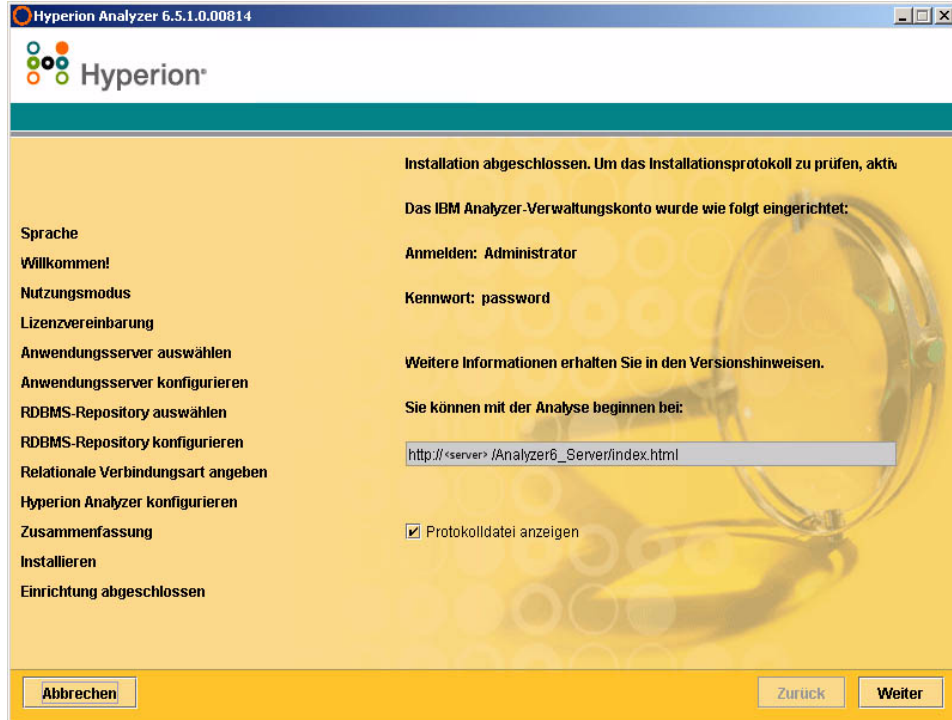 Hyperion Analyzer 6.5.1.0.00814
Hyperion
Installation abgeschlossen. Um das Installationsprotokoll zu prüfen, aktiv
Das IBM Analyzer-Verwaltungskonto wurde wie folgt eingerichtet:
Anmelden: Administrator
Kennwort: password
Weitere Informationen erhalten Sie in den Versionshinweisen.
Sie können mit der Analyse beginnen bei:
http://<server> /Analyzer6_Server/index.html
Protokolldatei anzeigen
Sprache
Willkommen!
Nutzungsmodus
Lizenzvereinbarung
Anwendungsserver auswählen
Anwendungsserver konfigurieren
RDBMS-Repository auswählen
RDBMS-Repository konfigurieren
Relationale Verbindungsart angeben
Hyperion Analyzer konfigurieren
Zusammenfassung
Installieren
Einrichtung abgeschlossen
Abbrechen
Zurück
Weiter